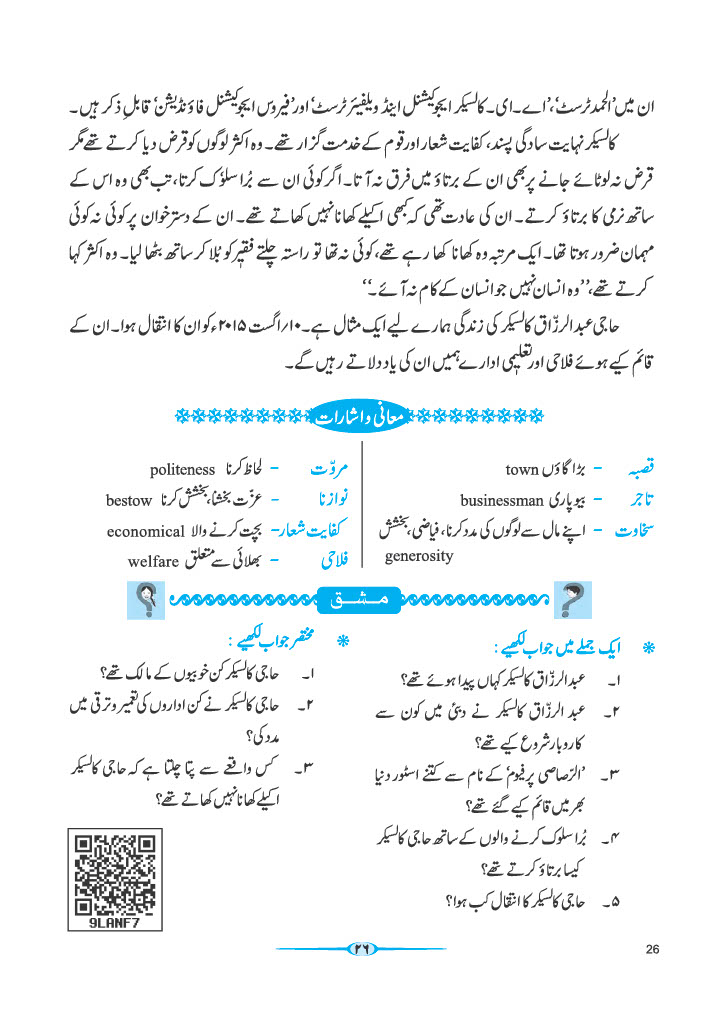 ان میں ’الحمد ٹرسٹ‘، ’اے۔ای۔ کالسیکر ایجوکیشنل اینڈ ویلفیئر ٹرسٹ‘ اور ’فیروس ایجوکیشنل فاؤنڈیشن‘ قابلِ ذکر ہیں۔
کالسیکر نہایت سادگی پسند، کفایت شعار اور قوم کے خدمت گزار تھے۔ وہ اکثر لوگوں کو قرض دیا کرتے تھے مگر
قرض نہ لوٹائے جانے پر بھی ان کے برتاؤ میں فرق نہ آتا۔ اگر کوئی ان سے بُرا سلوک کرتا، تب بھی وہ اس کے
ساتھ نرمی کا برتاؤ کرتے۔ ان کی عادت تھی کہ کبھی اکیلے کھانا نہیں کھاتے تھے۔ ان کے دسترخوان پر کوئی نہ کوئی
مہمان ضرور ہوتا تھا۔ ایک مرتبہ وہ کھانا کھا رہے تھے، کوئی نہ تھا تو راستہ چلتے فقیر کو بُلا کر ساتھ بٹھا لیا۔ وہ اکثر کہا
کرتے تھے، ’’وہ انسان نہیں جو انسان کے کام نہ آئے۔‘‘
حاجی عبد الرزّاق کالسیکر کی زندگی ہمارے لیے ایک مثال ہے۔ ۱۰/اگست ۲۰۱۵ء کو ان کا انتقال ہوا۔ ان کے
قائم کیے ہوئے فلاحی اور تعلیمی ادارے ہمیں ان کی یاد دلاتے رہیں گے۔
معانی و اشارات
قصبہ – بڑا گاؤں town
تاجر – بیوپاری businessman
سخاوت – اپنے مال سے لوگوں کی مدد کرنا، فیاضی، بخشش
generosity
مروّت – لحاظ کرنا politeness
نوازنا – عزّت بخشنا، بخشش کرنا bestow
کفایت شعار – بچت کرنے والا economical
فلاحی – بھلائی سے متعلق welfare
مشق
* ایک جملے میں جواب لکھیے :
۱۔ عبد الرزّاق کالسیکر کہاں پیدا ہوئے تھے؟
۲۔ عبد الرزّاق کالسیکر نے دبئی میں کون سے
کاروبار شروع کیے تھے؟
۳۔ ’الرّصاصی پرفیوم‘ کے نام سے کتنے اسٹور دنیا
بھر میں قائم کیے گئے تھے؟
۴۔ بُرا سلوک کرنے والوں کے ساتھ حاجی کالسیکر
کیسا برتاؤ کرتے تھے؟
۵۔ حاجی کالسیکر کا انتقال کب ہوا؟
* مختصر جواب لکھیے :
۱۔ حاجی کالسیکر کن خوبیوں کے مالک تھے؟
۲۔ حاجی کالسیکر نے کن اداروں کی تعمیر و ترقی میں
مدد کی؟
۳۔ کس واقعے سے پتا چلتا ہے کہ حاجی کالسیکر
اکیلے کھانا نہیں کھاتے تھے؟
9LANF7
۲۶
26